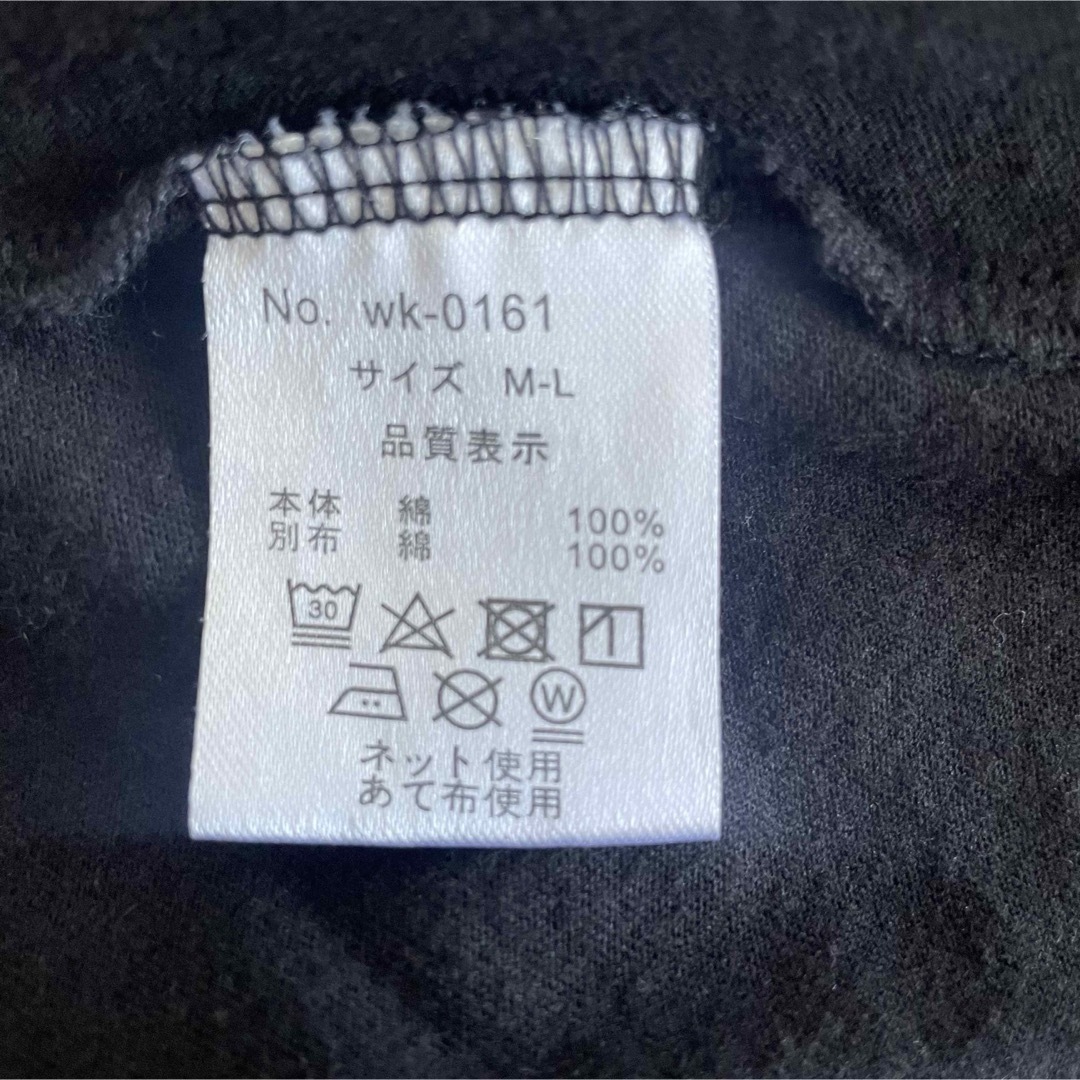 No. wk-0161
サイズ M-L
品質表示
本体 綿 100%
別布 綿 100%
30
W
ネット使用
あて布使用